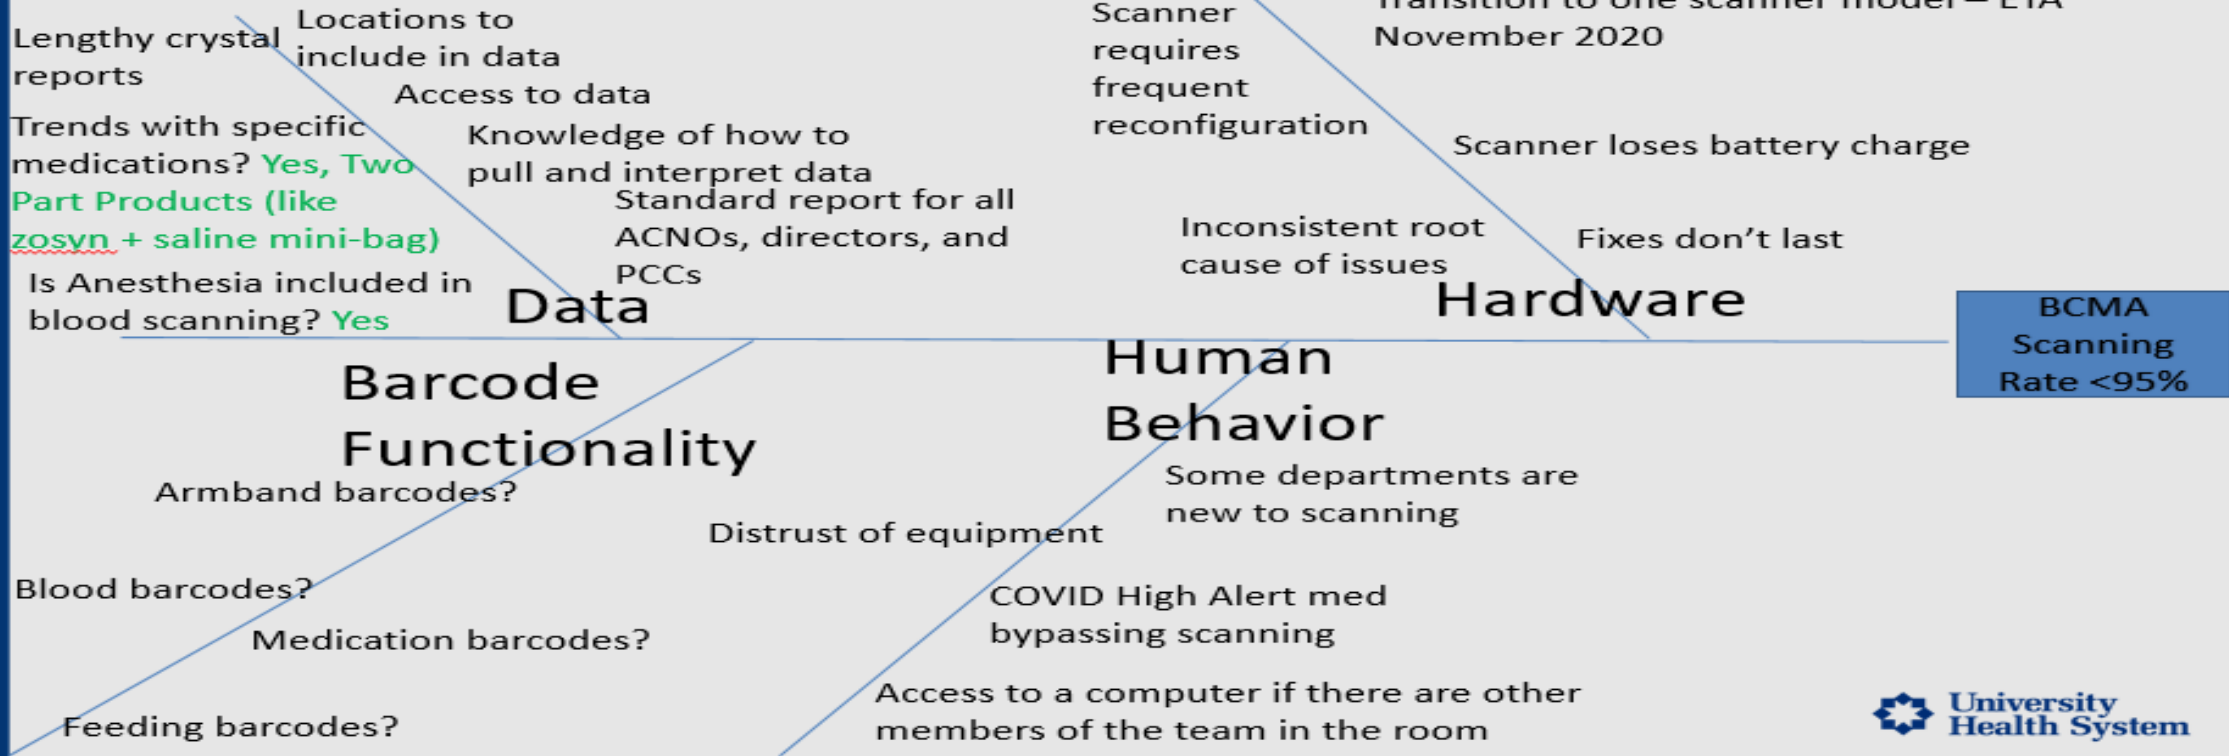 Lengthy crystal
reports
Locations to
include in data
Access to data
Trends with specific
medications? Yes, Two
Part Products (like
zosyn + saline mini-bag)
Knowledge of how to
pull and interpret data
Standard report for all
ACNOs, directors, and
PCCs
Is Anesthesia included in
blood scanning? Yes
Data
Scanner
requires
frequent
reconfiguration
Transition to one scanner model – ETA
November 2020
Scanner loses battery charge
Inconsistent root
cause of issues
Fixes don't last
Hardware
BCMA
Scanning
Rate <95%
Barcode
Functionality
Armband barcodes?
Blood barcodes?
Medication barcodes?
Feeding barcodes?
Human
Behavior
Some departments are
new to scanning
Distrust of equipment
COVID High Alert med
bypassing scanning
Access to a computer if there are other
members of the team in the room
University
Health System